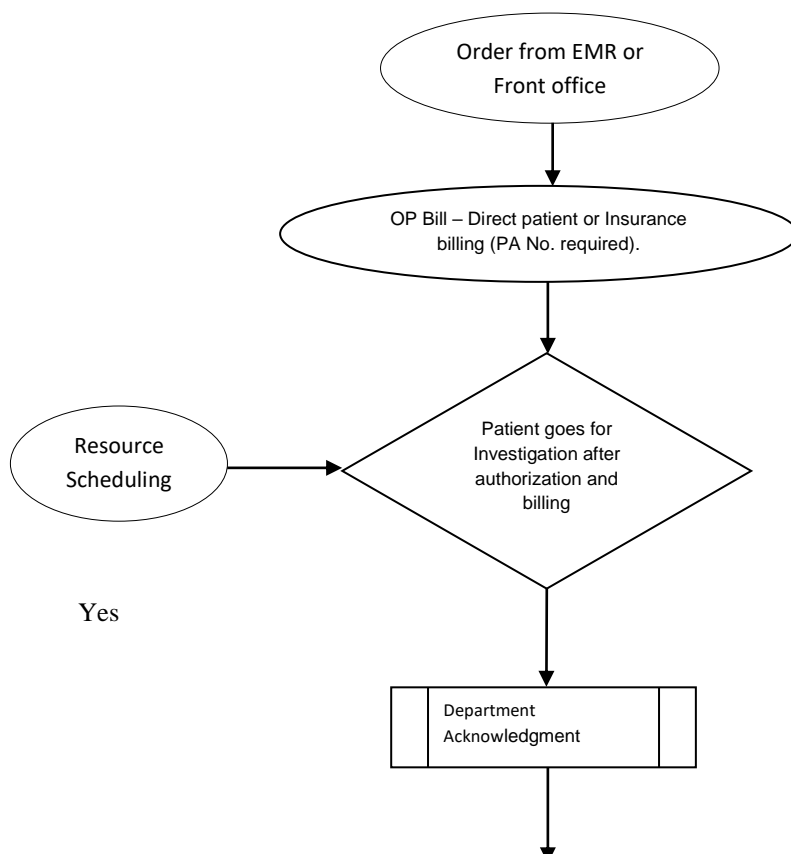 Order from EMR or
Front office
OP Bill – Direct patient or Insurance
billing (PA No. required).
Patient goes for
Investigation after
authorization and
billing
Resource
Scheduling
Yes
Department
Acknowledgment